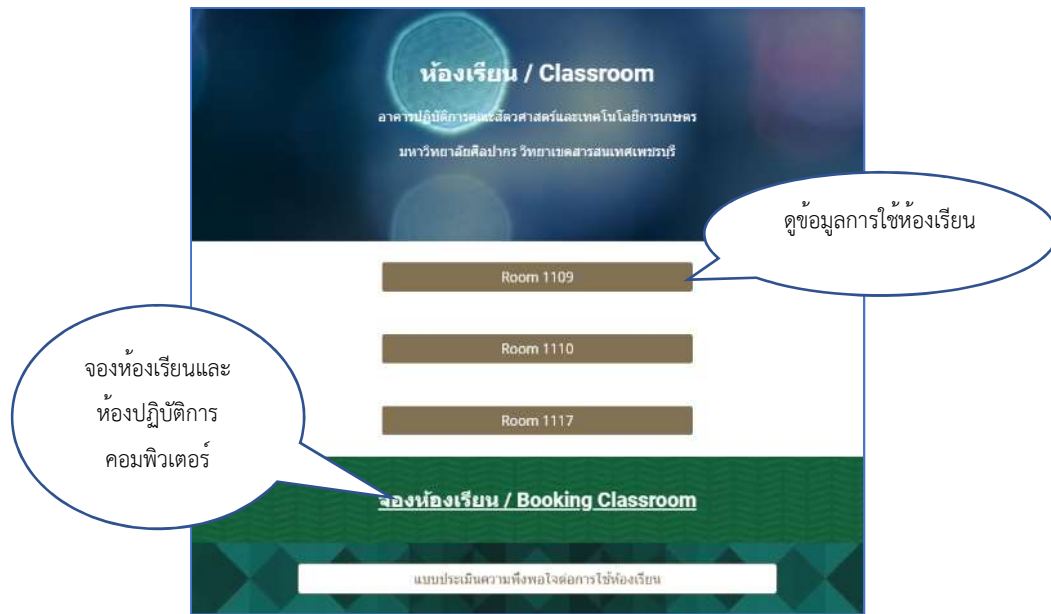 ห้องเรียน / Classroom
อาคารปฏิบัติการคณะสัตวศาสตร์และเทคโนโลยีการเกษตร
มหาวิทยาลัยศิลปากร วิทยาเขตสารสนเทศเพชรบุรี
ดูข้อมูลการใช้ห้องเรียน
Room 1109
Room 1110
Room 1117
จองห้องเรียนและ
ห้องปฏิบัติการ
คอมพิวเตอร์
จองห้องเรียน / Booking Classroom
แบบประเมินความพึงพอใจต่อการใช้ห้องเรียน